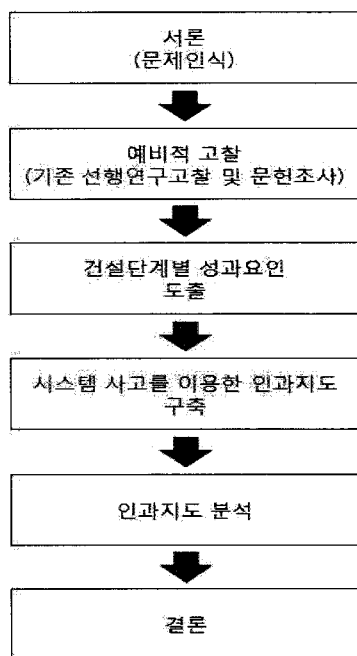 서론
(문제인식)
예비적 고찰
(기존 선행연구고찰 및 문헌조사)
건설단계별 성과요인
도출
시스템 사고를 이용한 인과지도
구축
인과지도 분석
결론